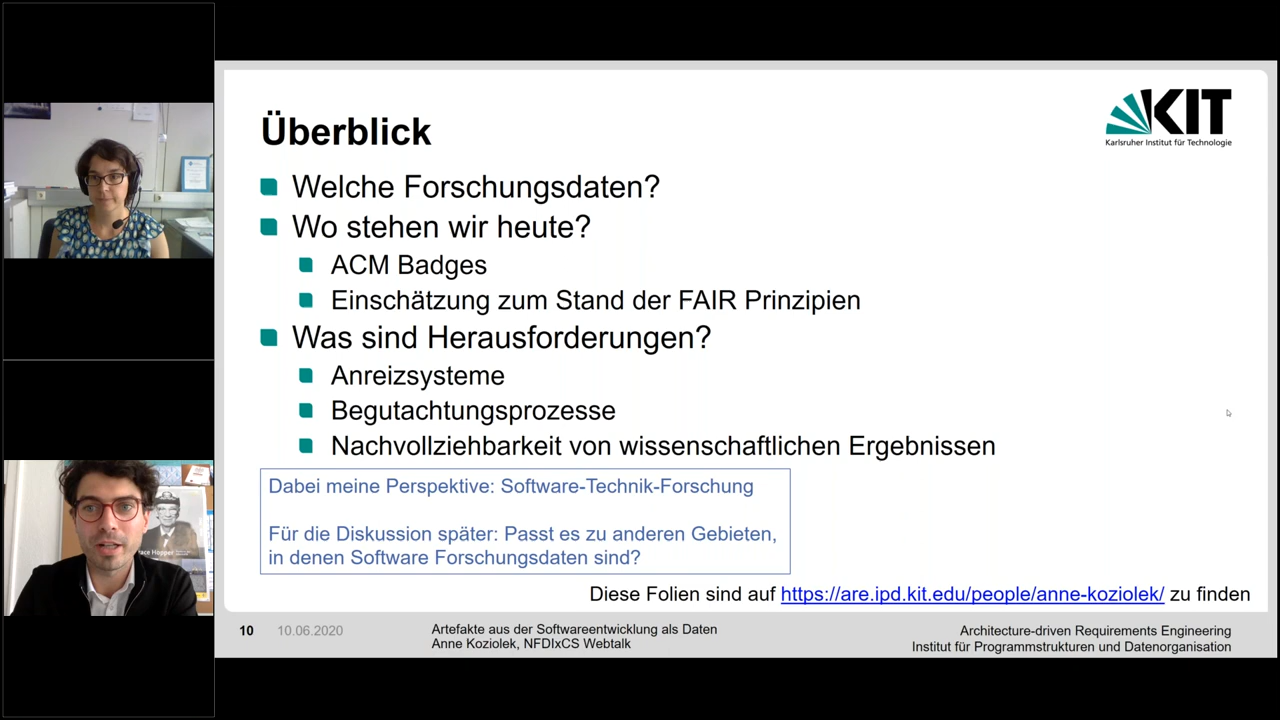 KIT
Karlsruher Institut für Technologie
Überblick
Welche Forschungsdaten?
Wo stehen wir heute?
ACM Badges
Einschätzung zum Stand der FAIR Prinzipien
Was sind Herausforderungen?
Anreizsysteme
Begutachtungsprozesse
Nachvollziehbarkeit von wissenschaftlichen Ergebnissen
Dabei meine Perspektive: Software-Technik-Forschung
Für die Diskussion später: Passt es zu anderen Gebieten,
in denen Software Forschungsdaten sind?
Diese Folien sind auf https://are.ipd.kit.edu/people/anne-koziolek/ zu finden
10
10.06.2020
Artefakte aus der Softwareentwicklung als Daten
Anne Koziolek, NFDIxCS Webtalk
Architecture-driven Requirements Engineering
Institut für Programmstrukturen und Datenorganisation
Hopper